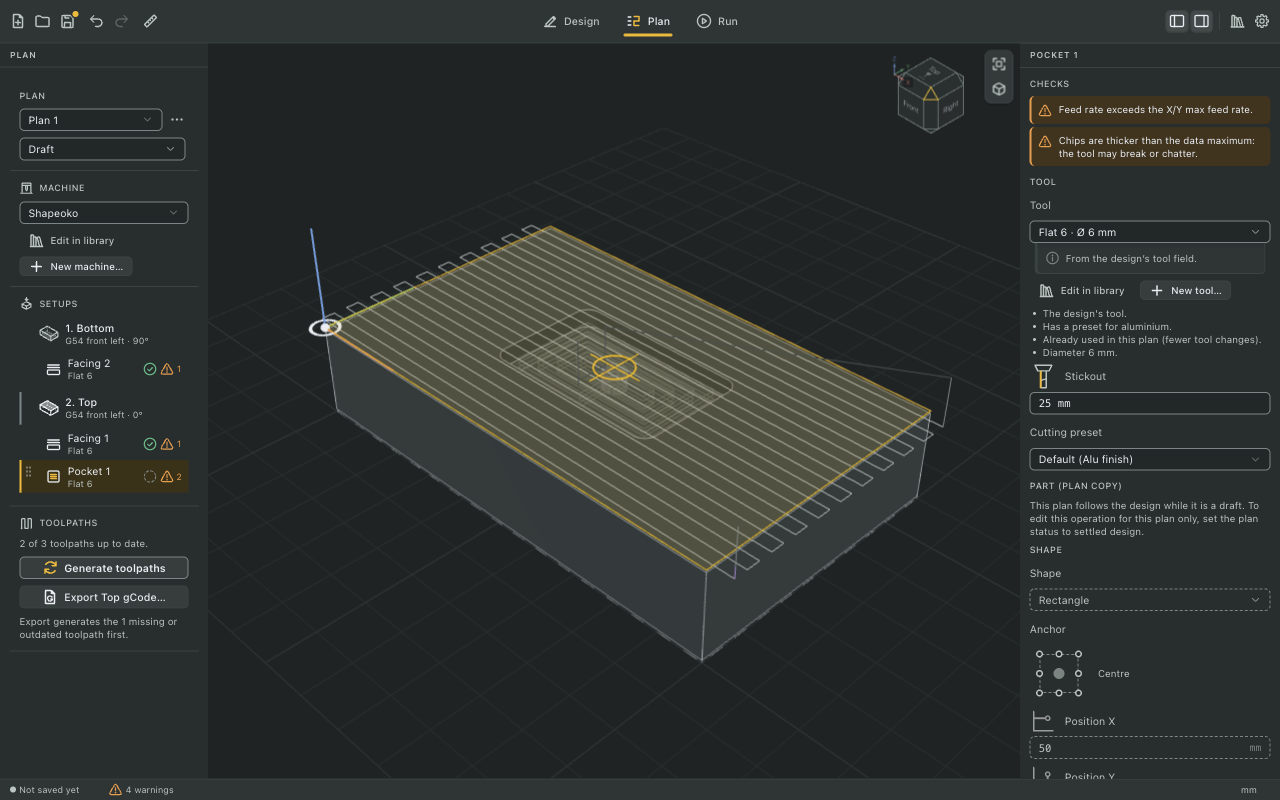 Design
Plan
Run
PLAN
PLAN
Plan 1
Draft
MACHINE
Shapeoko
Edit in library
New machine...
SETUPS
1. Bottom
G54 front left · 90°
Facing 2
Flat 6
1
2. Top
G54 front left · 0°
Facing 1
Flat 6
1
Pocket 1
Flat 6
2
TOOLPATHS
2 of 3 toolpaths up to date.
Generate toolpaths
Export Top gCode...
Export generates the 1 missing or
outdated toolpath first.
Top
Front
Right
POCKET 1
CHECKS
Feed rate exceeds the X/Y max feed rate.
Chips are thicker than the data maximum:
the tool may break or chatter.
TOOL
Tool
Flat 6 · Ø 6 mm
From the design's tool field.
Edit in library
New tool...
• The design's tool.
• Has a preset for aluminium.
• Already used in this plan (fewer tool changes).
• Diameter 6 mm.
Stickout
25 mm
Cutting preset
Default (Alu finish)
PART (PLAN COPY)
This plan follows the design while it is a draft. To
edit this operation for this plan only, set the plan
status to settled design.
SHAPE
Shape
Rectangle
Anchor
Centre
Position X
50 mm
Position Y
Not saved yet
4 warnings
mm